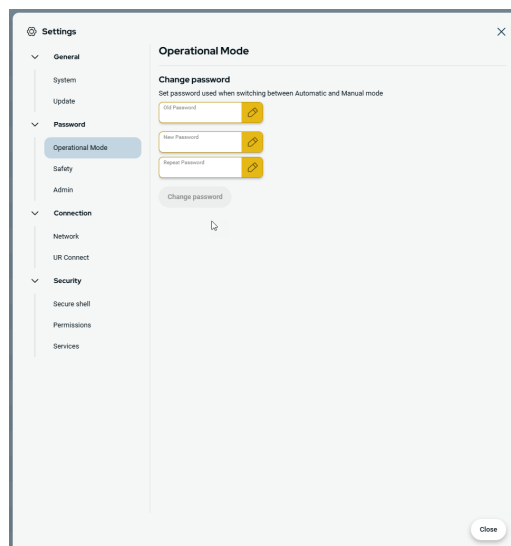 Settings
General
System
Update
Password
Operational Mode
Safety
Admin
Connection
Network
UR Connect
Security
Secure shell
Permissions
Services
Operational Mode
Change password
Set password used when switching between Automatic and Manual mode
Old Password
New Password
Repeat Password
Change password
Close